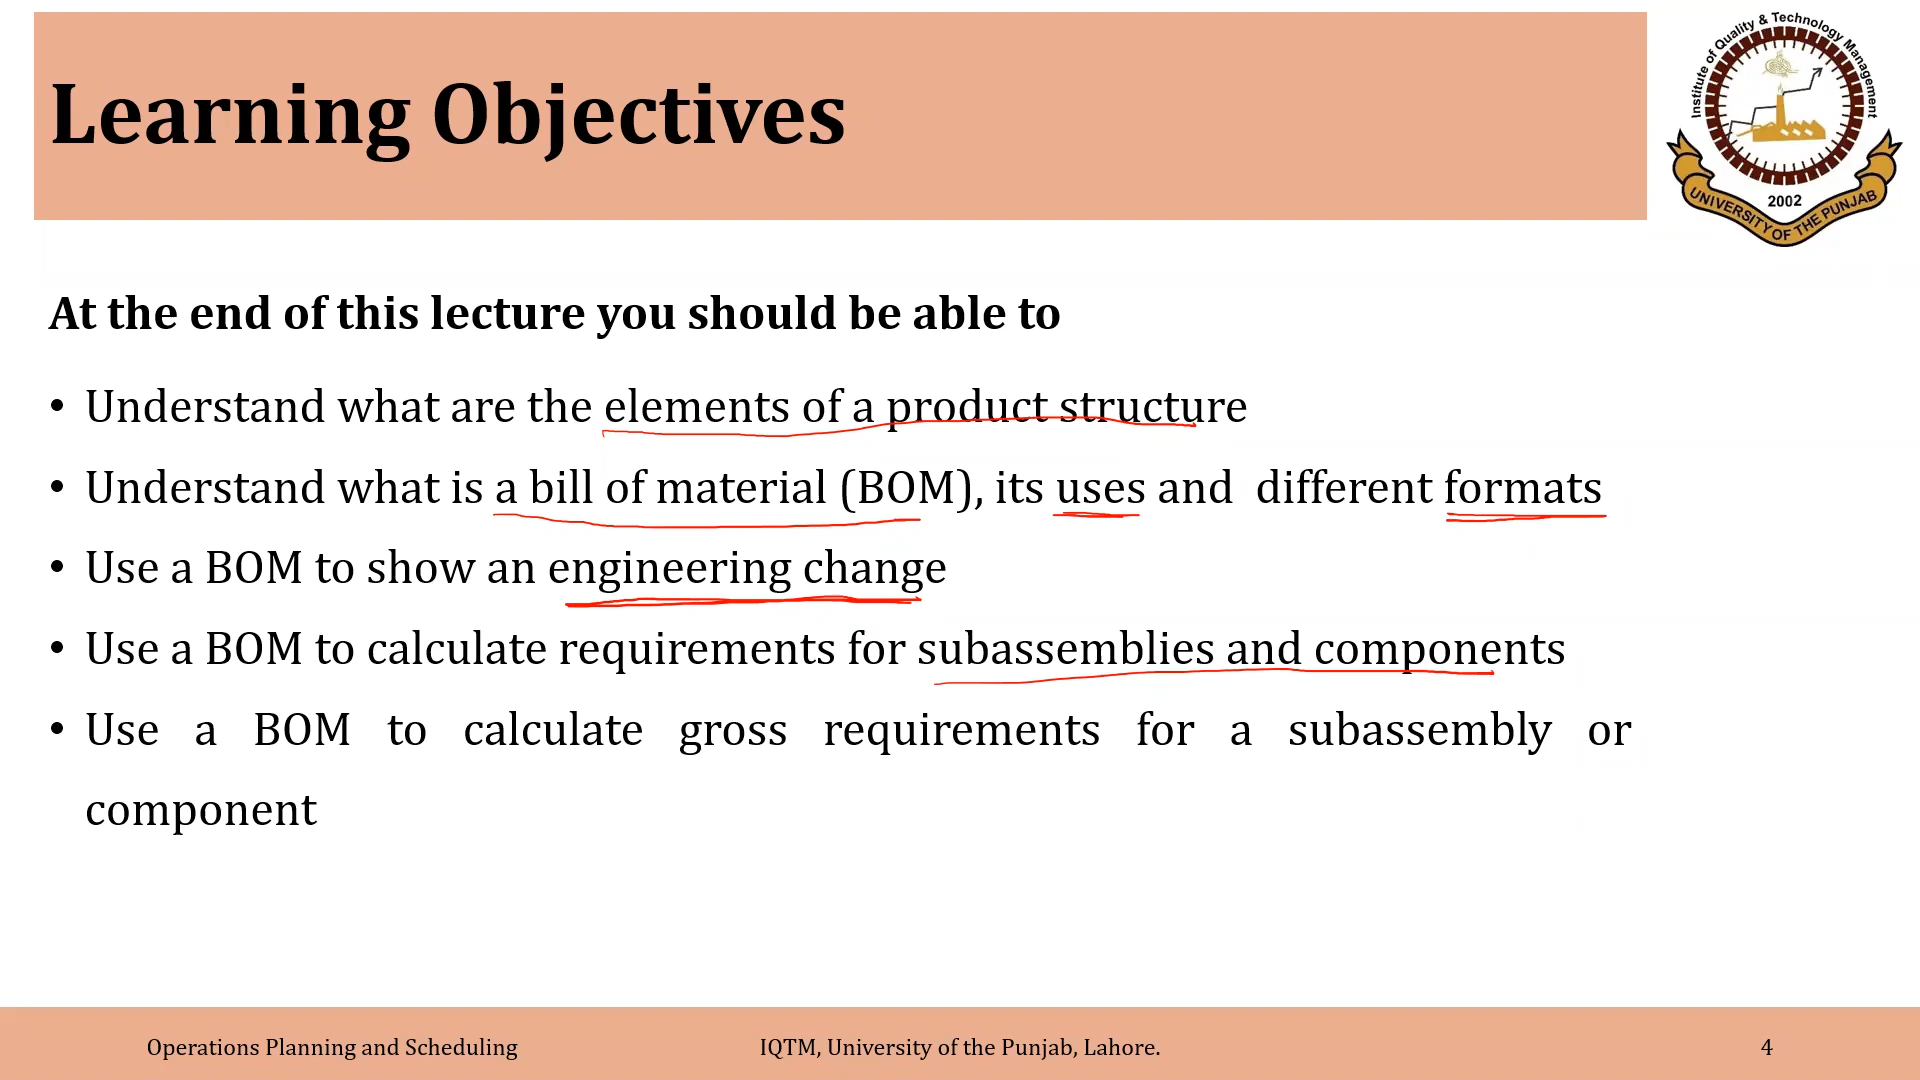 Learning Objectives
Institute of Quality & Technology Management
2002
UNIVERSITY OF THE PUNJAB
At the end of this lecture you should be able to
• Understand what are the elements of a product structure
• Understand what is a bill of material (BOM), its uses and different formats
• Use a BOM to show an engineering change
• Use a BOM to calculate requirements for subassemblies and components
• Use a BOM to calculate gross requirements for a subassembly or
component
Operations Planning and Scheduling
IQTM, University of the Punjab, Lahore.
4